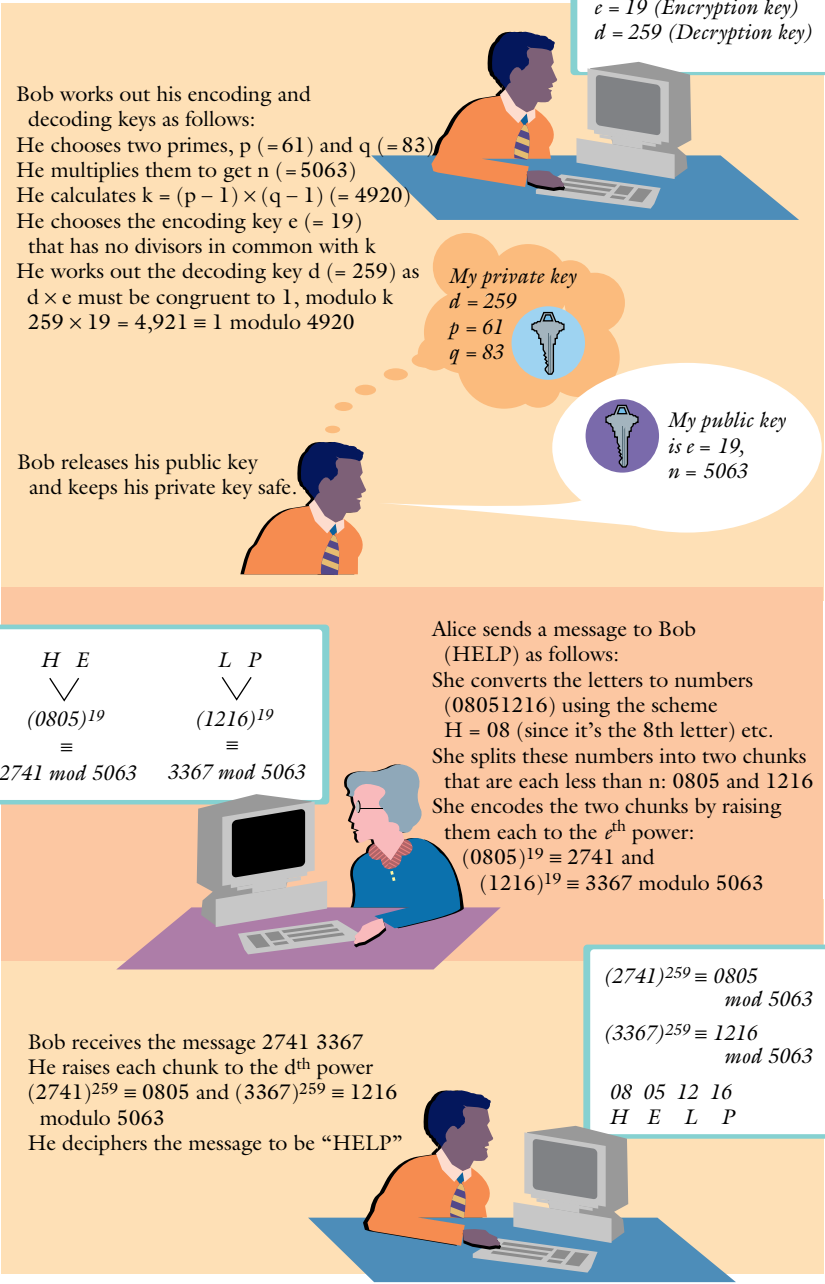 e = 19 (Encryption key)
d = 259 (Decryption key)
Bob works out his encoding and
decoding keys as follows:
He chooses two primes, p (= 61) and q (= 83)
He multiplies them to get n (= 5063)
He calculates k = (p – 1) × (q – 1) (= 4920)
He chooses the encoding key e (= 19)
that has no divisors in common with k
He works out the decoding key d (= 259) as
d × e must be congruent to 1, modulo k
259 × 19 = 4,921 ≡ 1 modulo 4920
My private key
d = 259
p = 61
q = 83
My public key
is e = 19,
n = 5063
Bob releases his public key
and keeps his private key safe.
H E L P
(0805)¹⁹ (1216)¹⁹
≡ ≡
2741 mod 5063 3367 mod 5063
Alice sends a message to Bob
(HELP) as follows:
She converts the letters to numbers
(08051216) using the scheme
H = 08 (since it's the 8th letter) etc.
She splits these numbers into two chunks
that are each less than n: 0805 and 1216
She encodes the two chunks by raising
them each to the eᵗʰ power:
(0805)¹⁹ ≡ 2741 and
(1216)¹⁹ ≡ 3367 modulo 5063
(2741)²⁵⁹ ≡ 0805
mod 5063
(3367)²⁵⁹ ≡ 1216
mod 5063
08 05 12 16
H E L P
Bob receives the message 2741 3367
He raises each chunk to the dᵗʰ power
(2741)²⁵⁹ ≡ 0805 and (3367)²⁵⁹ ≡ 1216
modulo 5063
He deciphers the message to be “HELP”